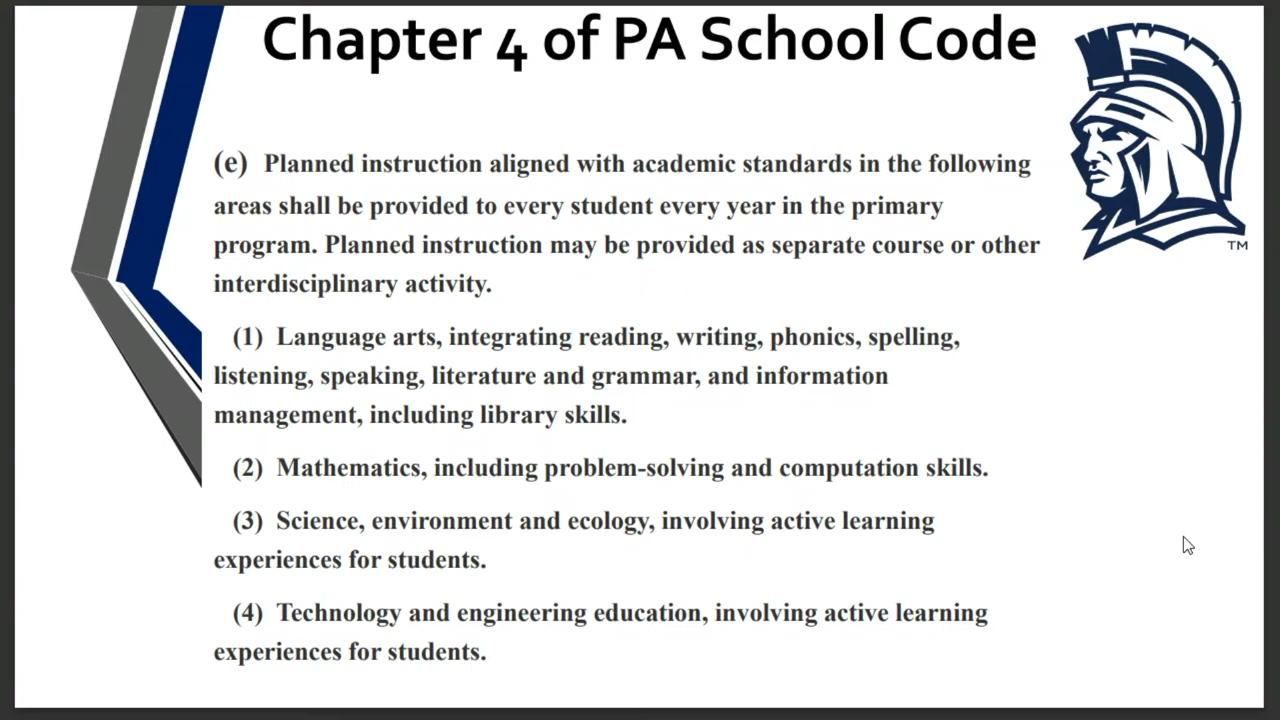 Chapter 4 of PA School Code
(e) Planned instruction aligned with academic standards in the following
areas shall be provided to every student every year in the primary
program. Planned instruction may be provided as separate course or other
interdisciplinary activity.
(1) Language arts, integrating reading, writing, phonics, spelling,
listening, speaking, literature and grammar, and information
management, including library skills.
(2) Mathematics, including problem-solving and computation skills.
(3) Science, environment and ecology, involving active learning
experiences for students.
(4) Technology and engineering education, involving active learning
experiences for students.
TM